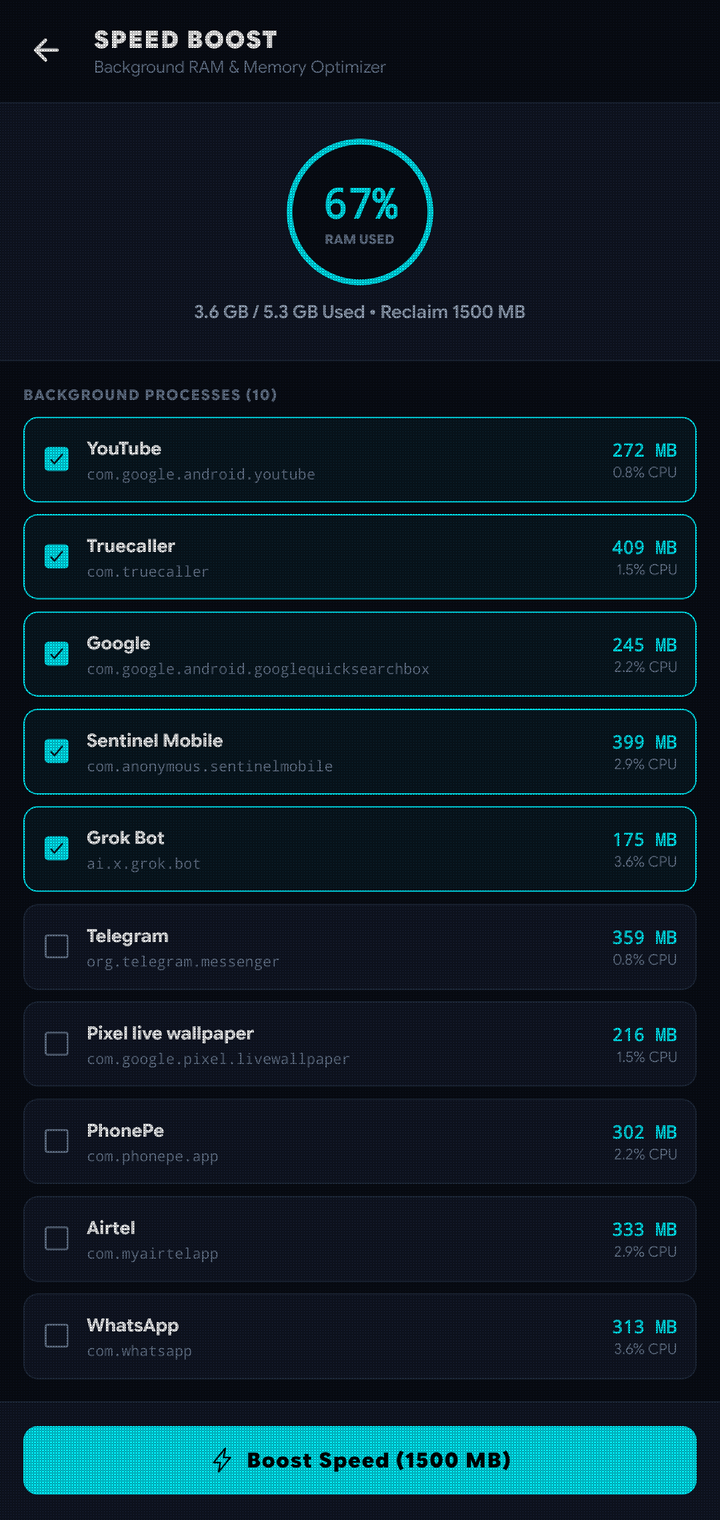 SPEED BOOST
Background RAM & Memory Optimizer
67%
RAM USED
3.6 GB / 5.3 GB Used • Reclaim 1500 MB
BACKGROUND PROCESSES (10)
YouTube
272 MB
com.google.android.youtube
0.8% CPU
Truecaller
409 MB
com.truecaller
1.5% CPU
Google
245 MB
com.google.android.googlequicksearchbox
2.2% CPU
Sentinel Mobile
399 MB
com.anonymous.sentinelmobile
2.9% CPU
Grok Bot
175 MB
ai.x.grok.bot
3.6% CPU
Telegram
359 MB
org.telegram.messenger
0.8% CPU
Pixel live wallpaper
216 MB
com.google.pixel.livewallpaper
1.5% CPU
PhonePe
302 MB
com.phonepe.app
2.2% CPU
Airtel
333 MB
com.myairtelapp
2.9% CPU
WhatsApp
313 MB
com.whatsapp
3.6% CPU
Boost Speed (1500 MB)